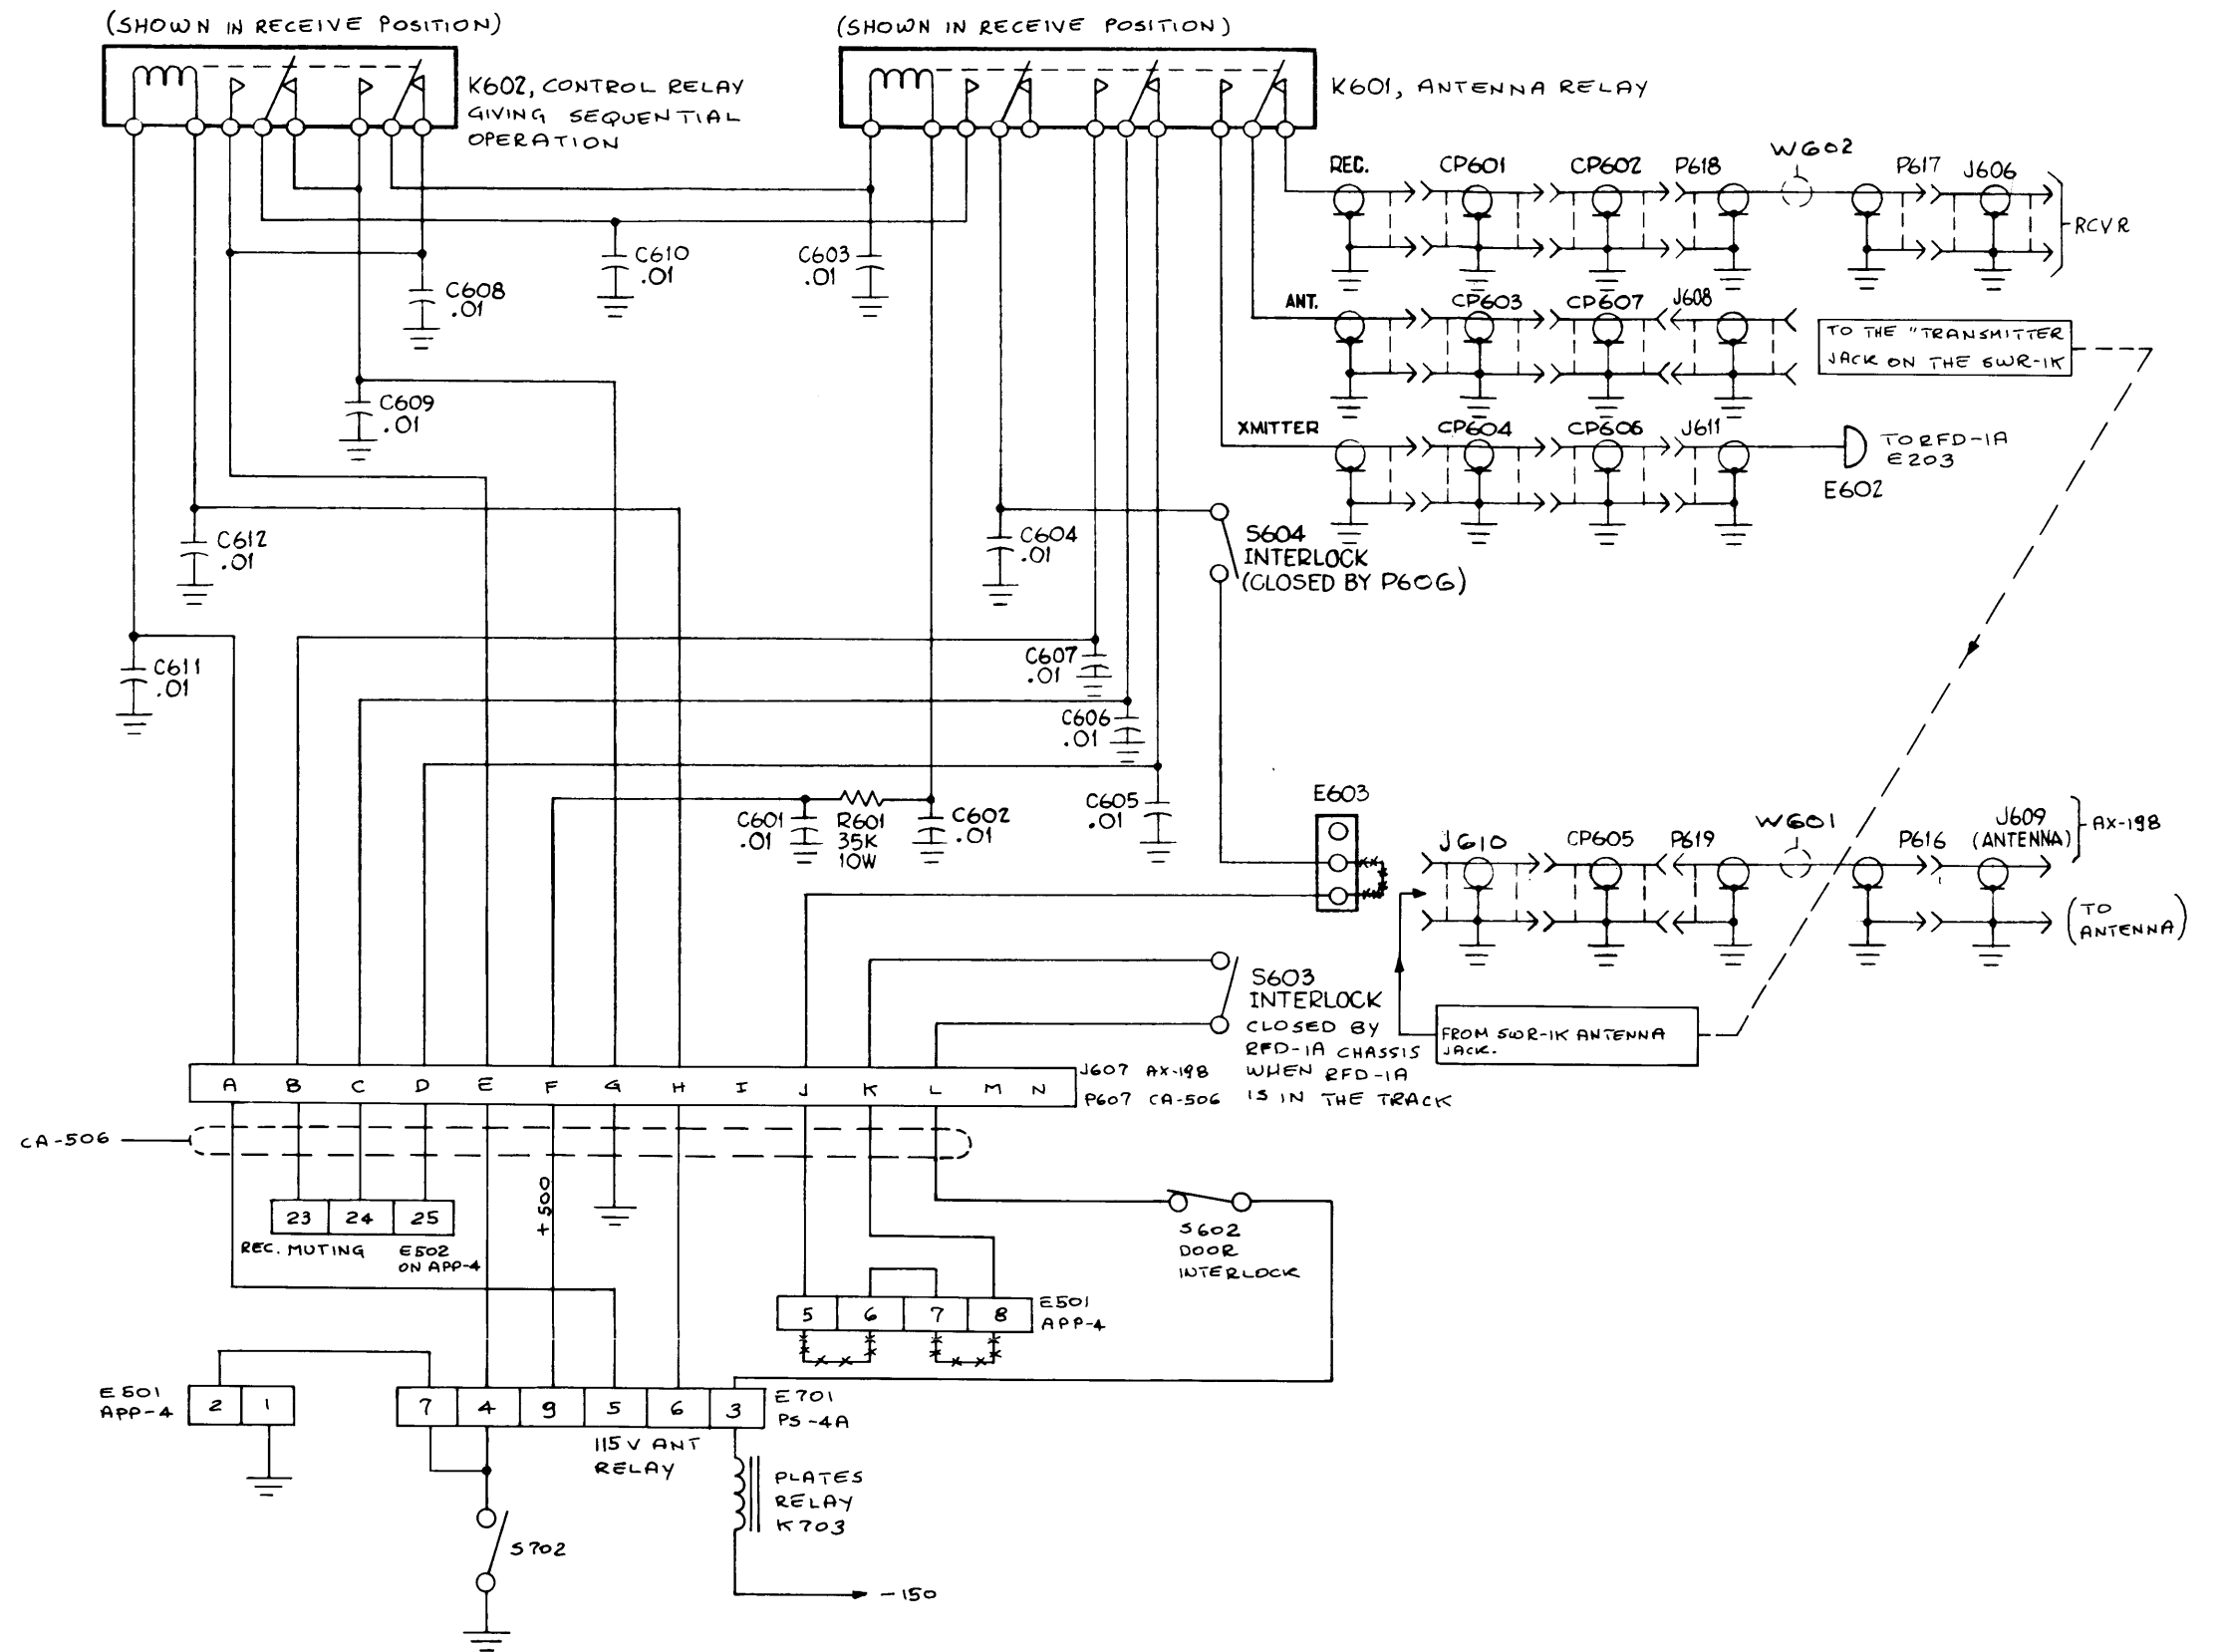 (SHOWN IN RECEIVE POSITION)
K602, CONTROL RELAY
GIVING SEQUENTIAL
OPERATION
(SHOWN IN RECEIVE POSITION)
K601, ANTENNA RELAY
REC.
CP601
CP602
P618
W602
P617
J606
RCVR
C610
.01
C603
.01
C608
.01
ANT.
CP603
CP607
J608
TO THE "TRANSMITTER
JACK ON THE SWR-1K
C609
.01
XMITTER
CP604
CP606
J611
TO RFD-1A
E203
E602
C612
.01
C604
.01
S604
INTERLOCK
(CLOSED BY P606)
C611
.01
C607
.01
C606
.01
C601
.01
R601
35K
10W
C602
.01
C605
.01
E603
J610
CP605
P619
W601
P616
J609
(ANTENNA)
AX-198
(TO
ANTENNA)
S603
INTERLOCK
CLOSED BY
RFD-1A CHASSIS
WHEN RFD-1A
IS IN THE TRACK
FROM SWR-1K ANTENNA
JACK.
A B C D E F G H I J K L M N
J607 AX-198
P607 CA-506
CA-506
+500
23 24 25
REC. MUTING
E502
ON APP-4
S602
DOOR
INTERLOCK
5 6 7 8
E501
APP-4
E501
APP-4
2 1
7 4 9 5 6 3
E701
PS-4A
115V ANT
RELAY
PLATES
RELAY
K703
S702
-150